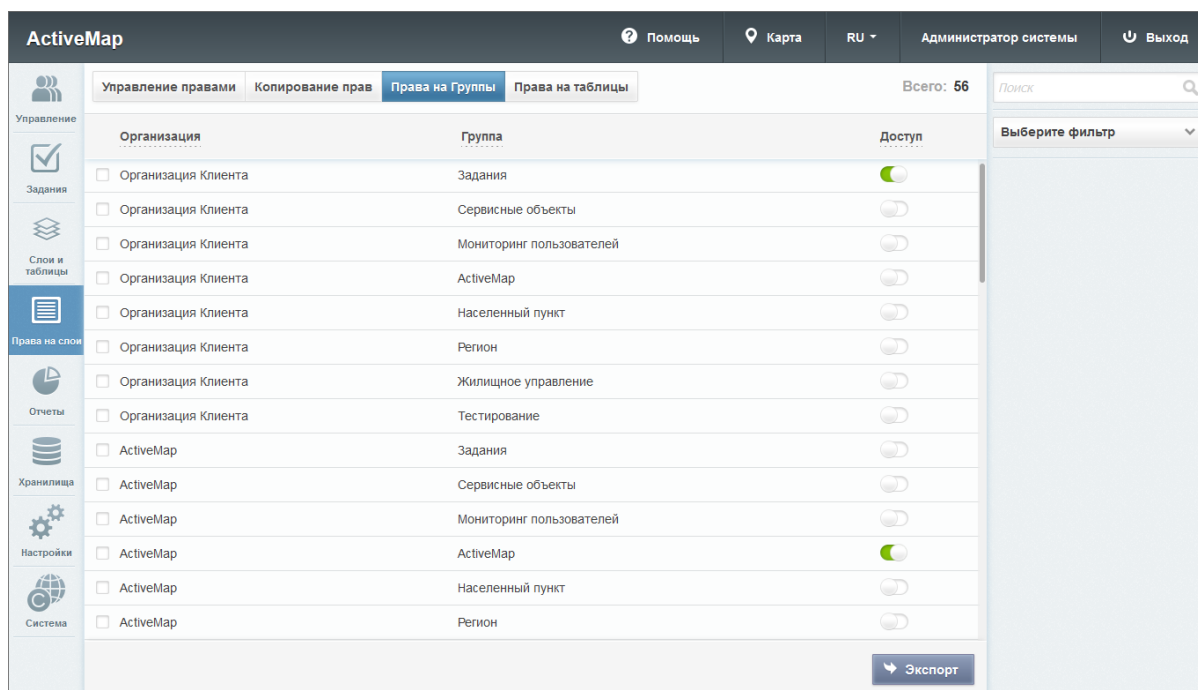 ActiveMap
Помощь
Карта
RU
Администратор системы
Выход
Управление
Задания
Слои и
таблицы
Права на слои
Отчеты
Хранилища
Настройки
Система
Управление правами
Копирование прав
Права на Группы
Права на таблицы
Всего: 56
Поиск
Выберите фильтр
Организация Группа Доступ
Организация Клиента Задания
Организация Клиента Сервисные объекты
Организация Клиента Мониторинг пользователей
Организация Клиента ActiveMap
Организация Клиента Населенный пункт
Организация Клиента Регион
Организация Клиента Жилищное управление
Организация Клиента Тестирование
ActiveMap Задания
ActiveMap Сервисные объекты
ActiveMap Мониторинг пользователей
ActiveMap ActiveMap
ActiveMap Населенный пункт
ActiveMap Регион
Экспорт